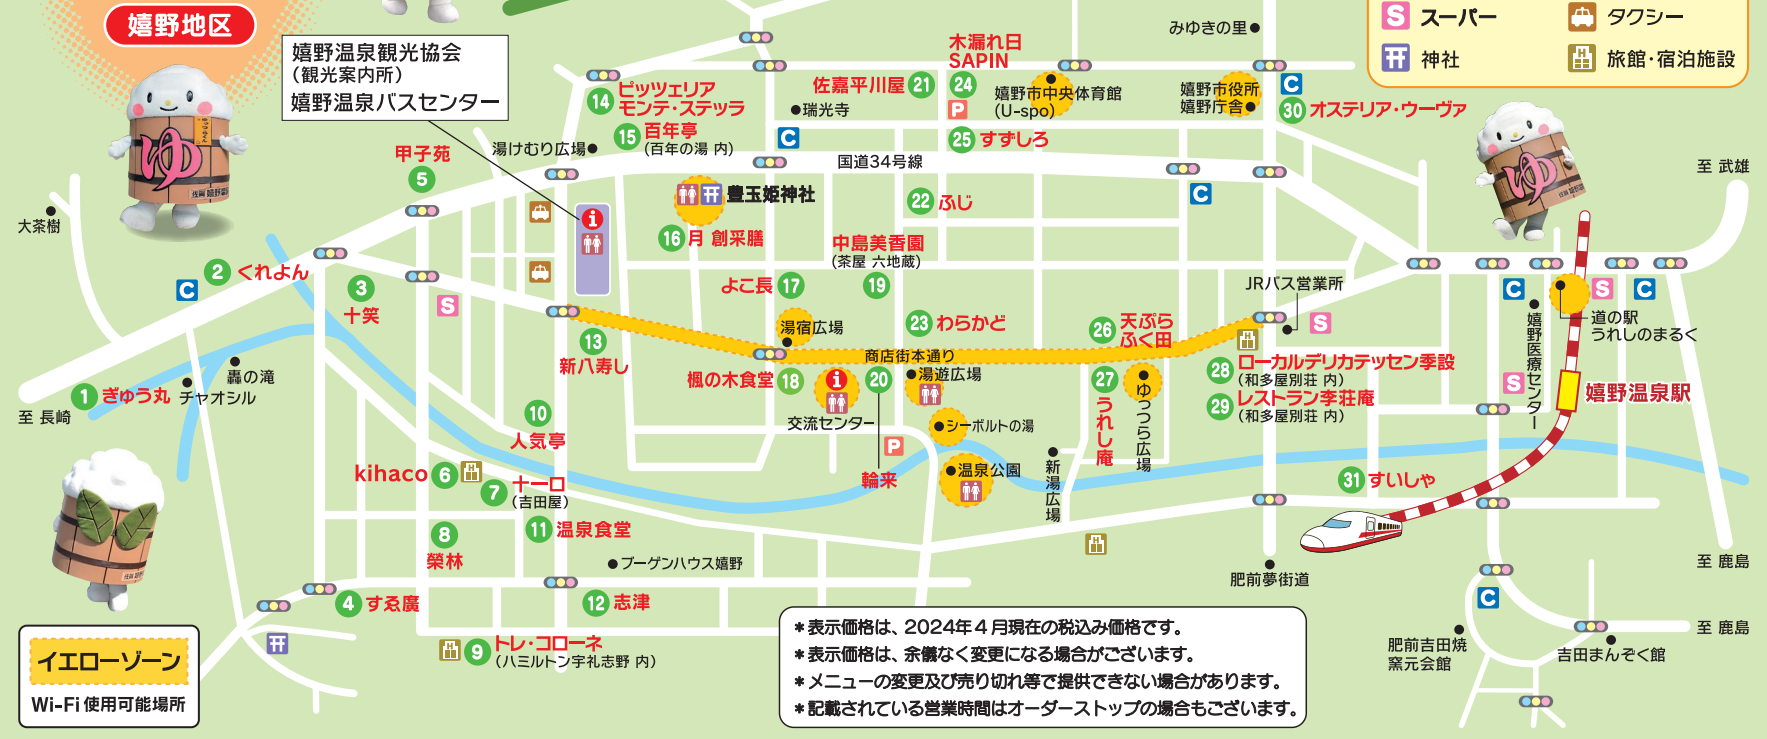 嬉野地区
嬉野温泉観光協会
（観光案内所）
嬉野温泉バスセンター
S スーパー
タクシー
神社
H 旅館・宿泊施設
みゆきの里
木漏れ日
SAPIN
24
佐嘉平川屋 21
P
嬉野市中央体育館
(U-spo)
嬉野市役所
嬉野庁舎
C
30 オステリア・ウーヴァ
14 ピッツェリア
モンテ・ステッラ
15 百年亭
（百年の湯 内）
瑞光寺
C
25 すずしろ
湯けむり広場
国道34号線
甲子苑
5
C
至 武雄
大茶樹
豊玉姫神社
22 ふじ
16 月 創采膳
中島美香園
（茶屋 六地蔵）
19
2 くれよん
C
3
十笑
S
よこ長 17
JRバス営業所
S
C
S
C
道の駅
うれしのまるく
嬉野医療センター
S
嬉野温泉駅
湯宿広場
23 わらかど
26 天ぷら
ふく田
H
13
新八寿し
商店街本通り
28 ローカルデリカテッセン季設
（和多屋別荘 内）
29 レストラン李荘庵
（和多屋別荘 内）
轟の滝
チャオシル
1 ぎゅう丸
至 長崎
楓の木食堂 18
i
交流センター
20
輪来
湯遊広場
27
うれし庵
ゆつつら広場
シーボルトの湯
P
温泉公園
新湯広場
10
人気亭
kihaco 6
H
7 十一口
（吉田屋）
31 すいしゃ
8
榮林
11 温泉食堂
H
ブーゲンハウス嬉野
肥前夢街道
至 鹿島
4 すゑ廣
12 志津
C
至 鹿島
H
9 トレ・コローネ
（ハミルトン宇礼志野 内）
肥前吉田焼
窯元会館
吉田まんぞく館
イエローゾーン
Wi-Fi 使用可能場所
＊表示価格は、2024年4月現在の税込み価格です。
＊表示価格は、余儀なく変更になる場合がございます。
＊メニューの変更及び売り切れ等で提供できない場合があります。
＊記載されている営業時間はオーダーストップの場合もございます。
ゆ
ゆ